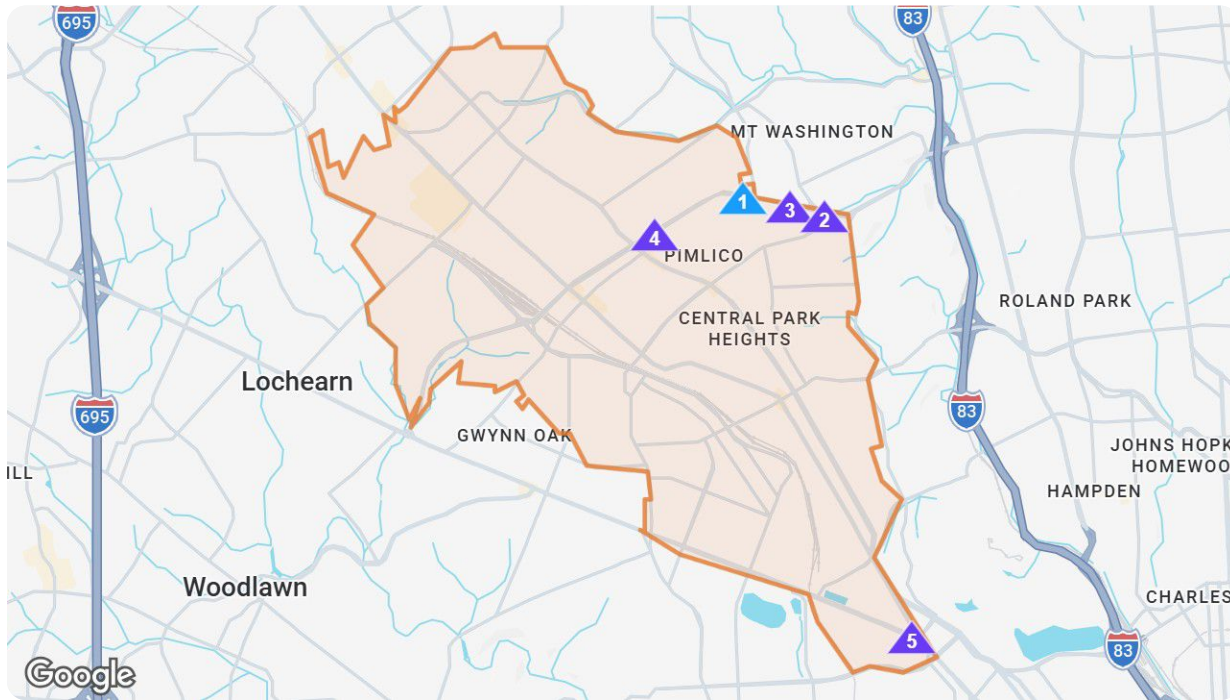 695
83
MT WASHINGTON
1
3
2
4
PIMLICO
ROLAND PARK
CENTRAL PARK
HEIGHTS
Lochearn
695
83
GWYNN OAK
JOHNS HOPK
HOMEWOO
ILL
HAMPDEN
Woodlawn
CHARLES
5
83
Google